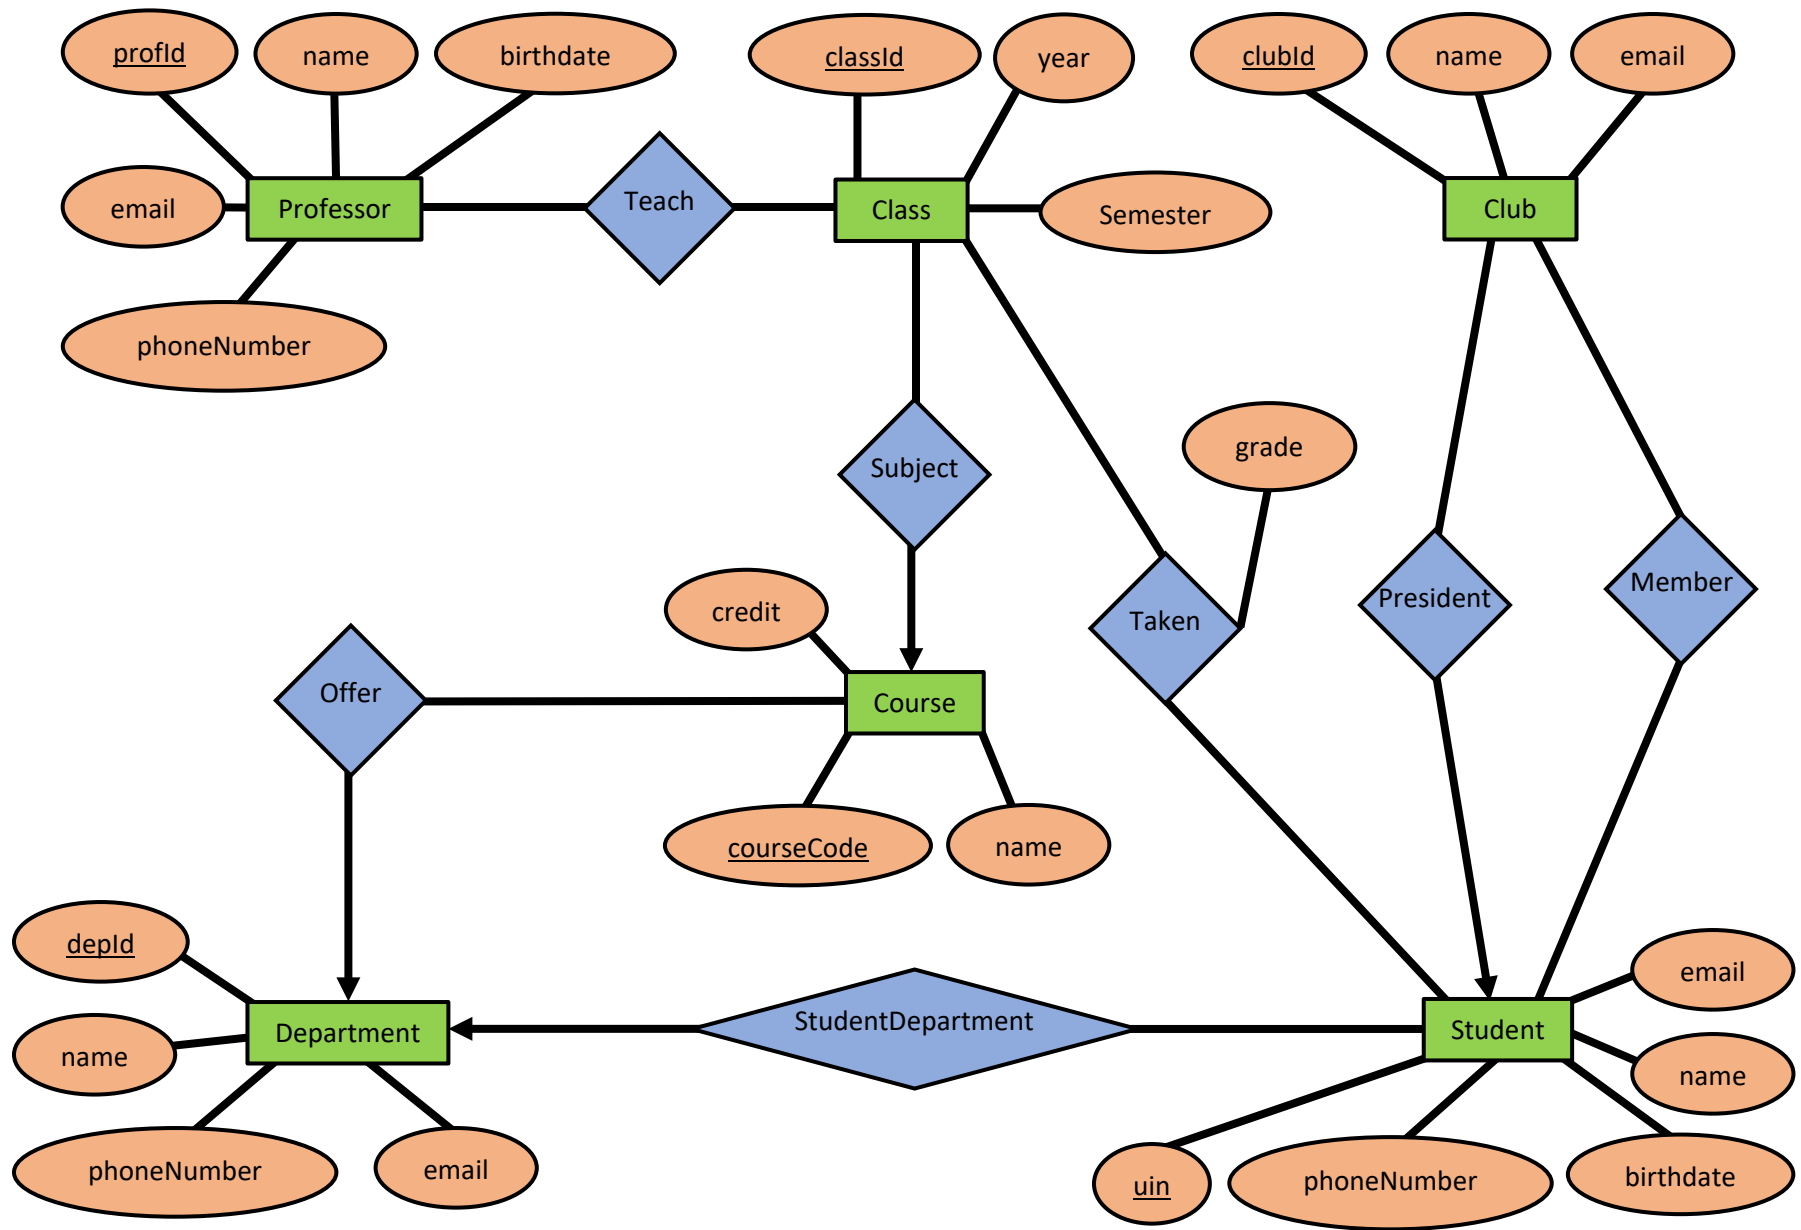 profId
name
birthdate
classId
year
clubId
name
email
email
Professor
Teach
Class
Semester
Club
phoneNumber
grade
Subject
President
Member
credit
Taken
Offer
Course
courseCode
name
depId
email
Department
StudentDepartment
Student
name
name
phoneNumber
email
uin
phoneNumber
birthdate